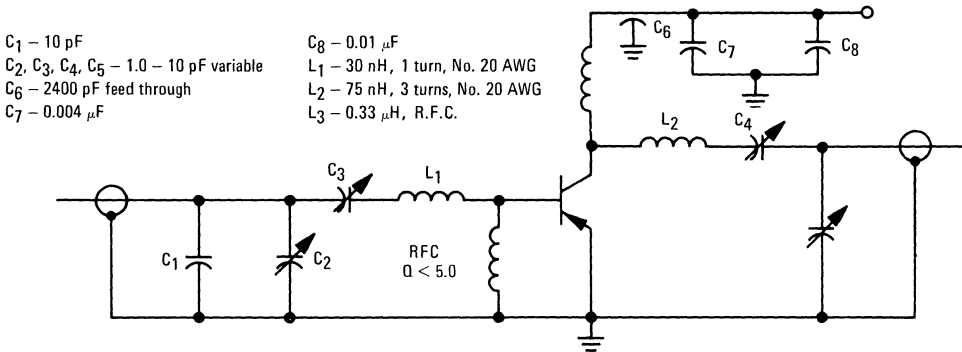 C1 – 10 pF
C2, C3, C4, C5 – 1.0 – 10 pF variable
C6 – 2400 pF feed through
C7 – 0.004 μF
C8 – 0.01 μF
L1 – 30 nH, 1 turn, No. 20 AWG
L2 – 75 nH, 3 turns, No. 20 AWG
L3 – 0.33 μH, R.F.C.
C6
C7
C8
L2
C4
C3
L1
C1
C2
RFC
Q < 5.0